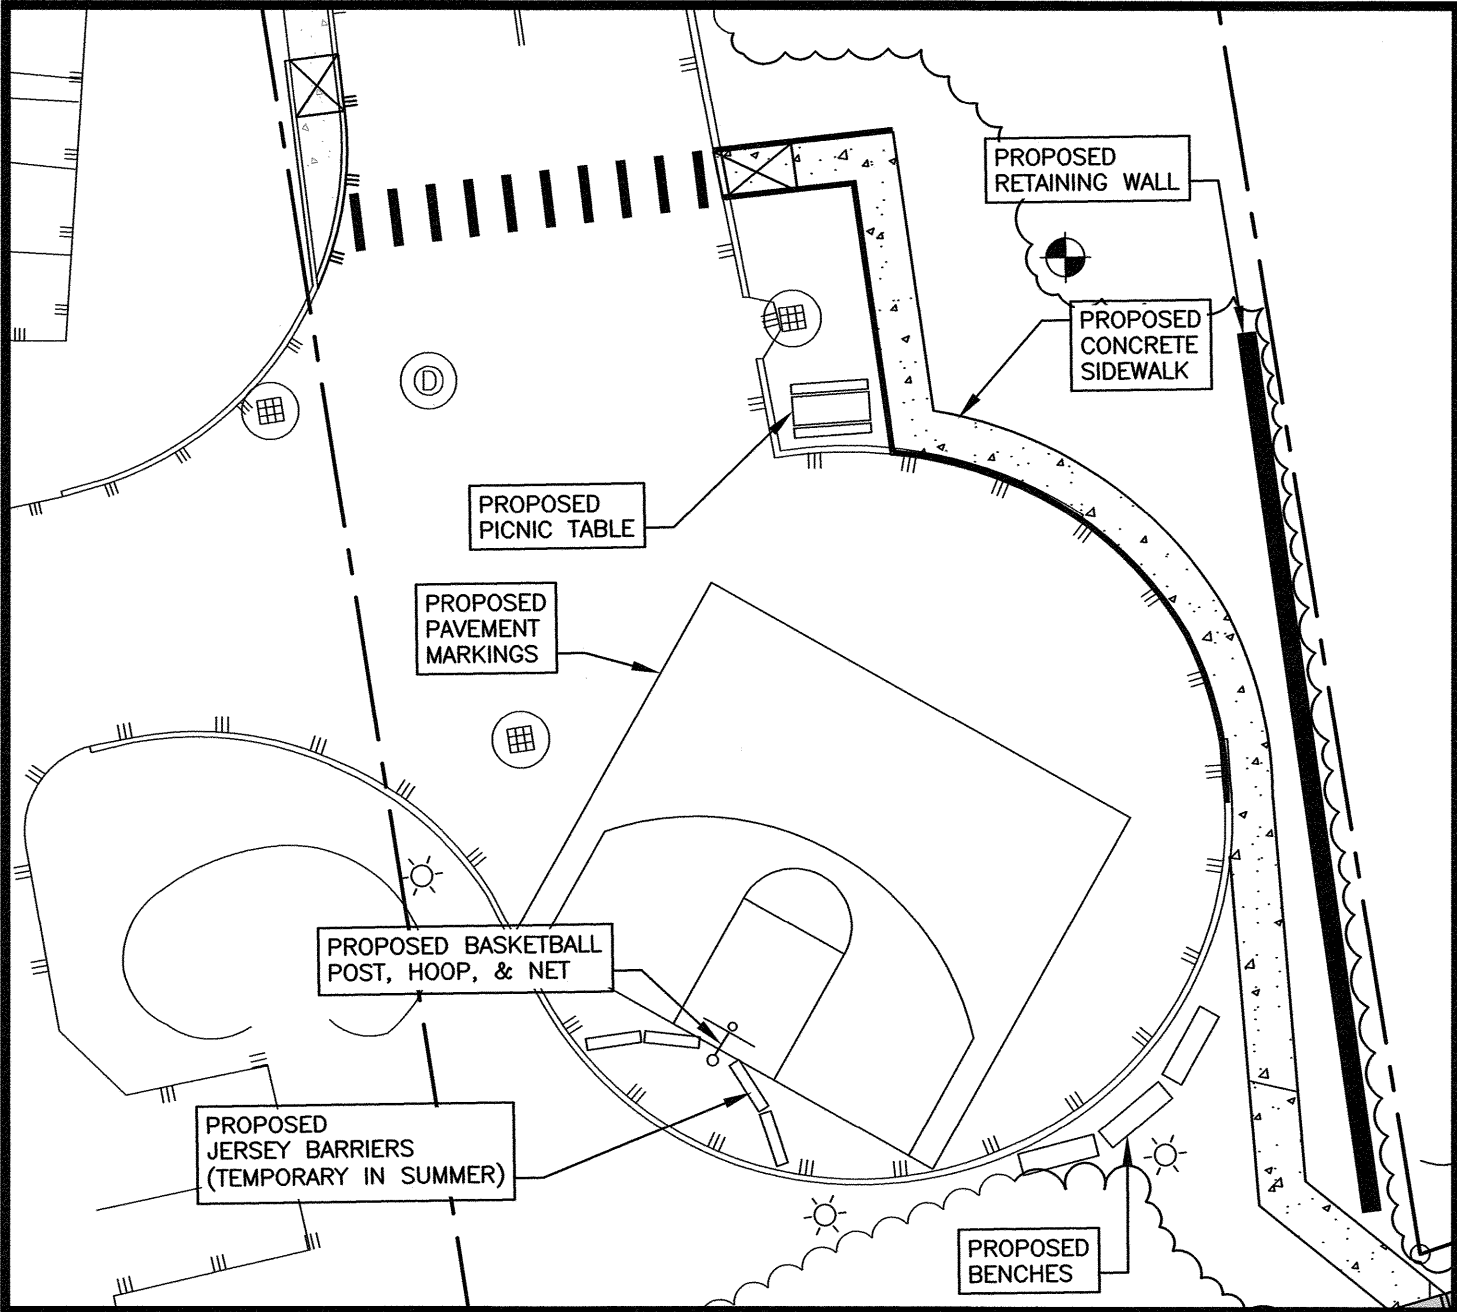 PROPOSED
RETAINING WALL
PROPOSED
CONCRETE
SIDEWALK
D
PROPOSED
PICNIC TABLE
PROPOSED
PAVEMENT
MARKINGS
PROPOSED BASKETBALL
POST, HOOP, & NET
PROPOSED
JERSEY BARRIERS
(TEMPORARY IN SUMMER)
PROPOSED
BENCHES